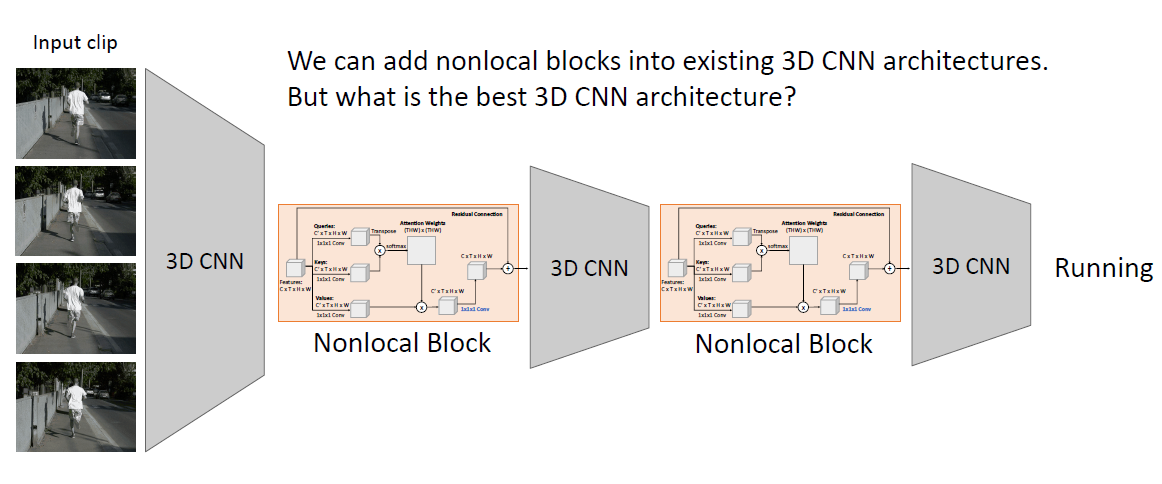 Input clip
We can add nonlocal blocks into existing 3D CNN architectures.
But what is the best 3D CNN architecture?
3D CNN
Residual Connection
Queries:
C' x T x H x W
1x1x1 Conv
Transpose
softmax
Attention Weights
(THW) x (THW)
Keys:
C' x T x H x W
1x1x1 Conv
Features:
C x T x H x W
Values:
C' x T x H x W
1x1x1 Conv
C x T x H x W
C' x T x H x W
1x1x1 Conv
x
x
+
Nonlocal Block
3D CNN
Residual Connection
Queries:
C' x T x H x W
1x1x1 Conv
Transpose
softmax
Attention Weights
(THW) x (THW)
Keys:
C' x T x H x W
1x1x1 Conv
Features:
C x T x H x W
Values:
C' x T x H x W
1x1x1 Conv
C x T x H x W
C' x T x H x W
1x1x1 Conv
x
x
+
Nonlocal Block
3D CNN
Running